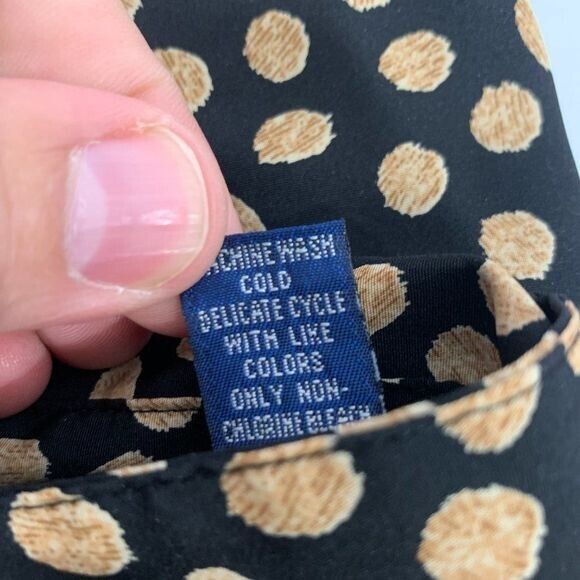 MACHINE WASH
COLD
DELICATE CYCLE
WITH LIKE
COLORS
ONLY NON-
CHLORINE BLEACH